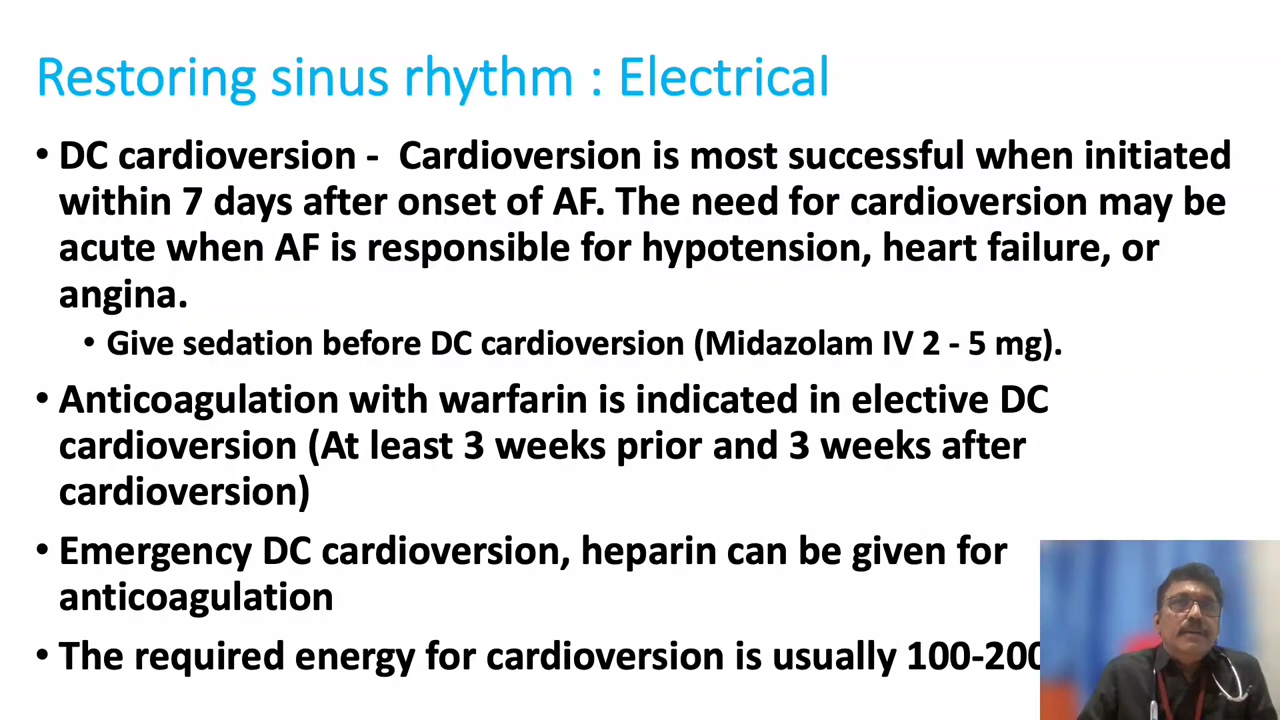 Restoring sinus rhythm : Electrical
• DC cardioversion - Cardioversion is most successful when initiated
within 7 days after onset of AF. The need for cardioversion may be
acute when AF is responsible for hypotension, heart failure, or
angina.
• Give sedation before DC cardioversion (Midazolam IV 2 - 5 mg).
• Anticoagulation with warfarin is indicated in elective DC
cardioversion (At least 3 weeks prior and 3 weeks after
cardioversion)
• Emergency DC cardioversion, heparin can be given for
anticoagulation
• The required energy for cardioversion is usually 100-200